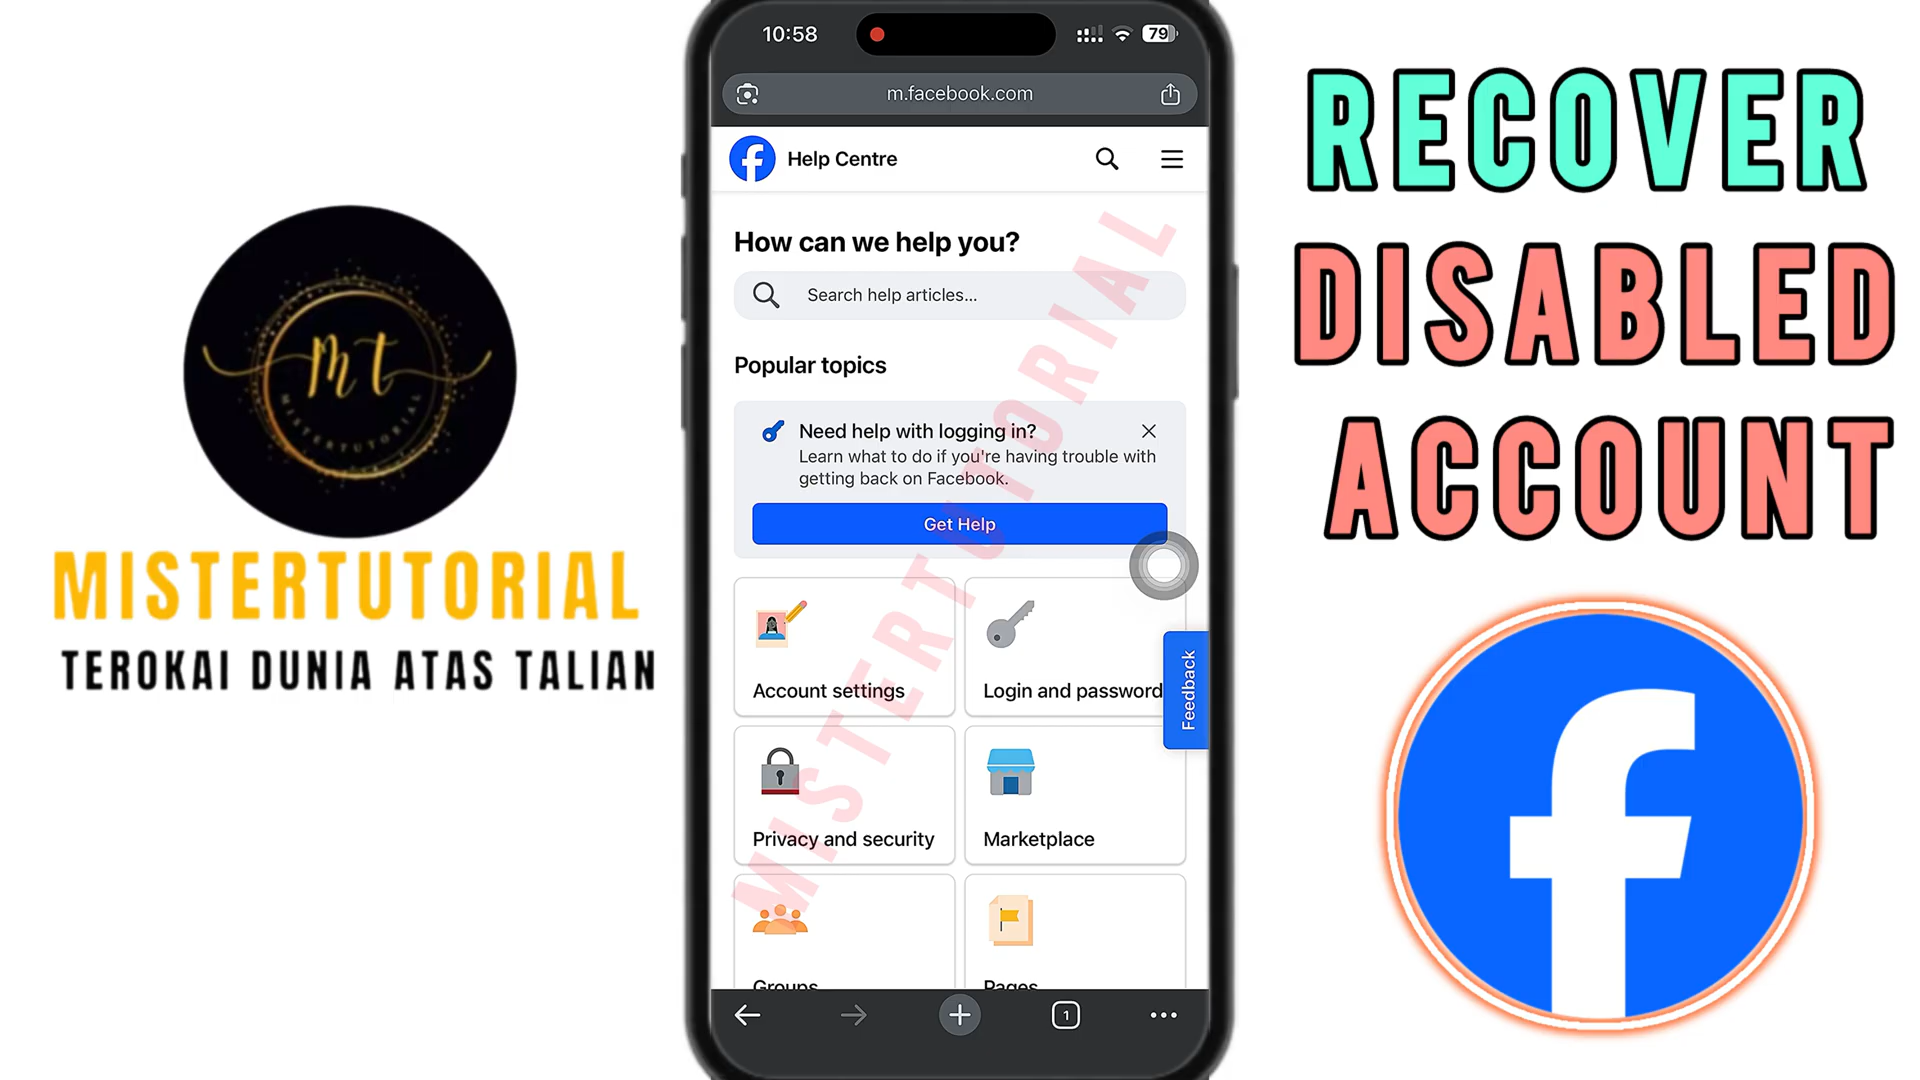 10:58
79
m.facebook.com
Help Centre
How can we help you?
Search help articles...
Popular topics
Need help with logging in?
Learn what to do if you're having trouble with
getting back on Facebook.
Get Help
Account settings
Login and password
Feedback
Privacy and security
Marketplace
Groups
Pages
1
MISTERTUTORIAL
Mt
MISTERTUTORIAL
MISTERTUTORIAL
TEROKAI DUNIA ATAS TALIAN
RECOVER
DISABLED
ACCOUNT